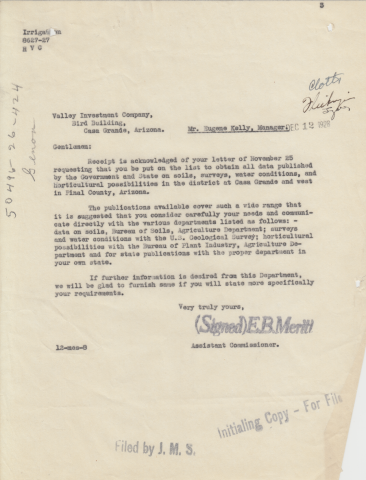 3
Irrigation
8627-27
H V C
Clotts
Valley Investment Company,
Bird Building,
Casa Grande, Arizona.
Mr. Eugene Kelly, Manager.
DEC 12 1928
Gentlemen:
Receipt is acknowledged of your letter of November 25
requesting that you be put on the list to obtain all data published
by the Government and State on soils, surveys, water conditions, and
Horticultural possibilities in the district at Casa Grande and west
in Pinal County, Arizona.
The publications available cover such a wide range that
it is suggested that you consider carefully your needs and communi-
cate directly with the various departments listed as follows: -
data on soils, Bureau of Soils, Agriculture Department; surveys
and water conditions with the U.S. Geological Survey; horticultural
possibilities with the Bureau of Plant Industry, Agriculture De-
partment and for state publications with the proper department in
your own state.
If further information is desired from this Department,
we will be glad to furnish same if you will state more specifically
your requirements.
Very truly yours,
(Signed) E.B. Meritt
12-mce-8
Assistant Commissioner.
Initialing Copy - For File
Filed by J. M. S.